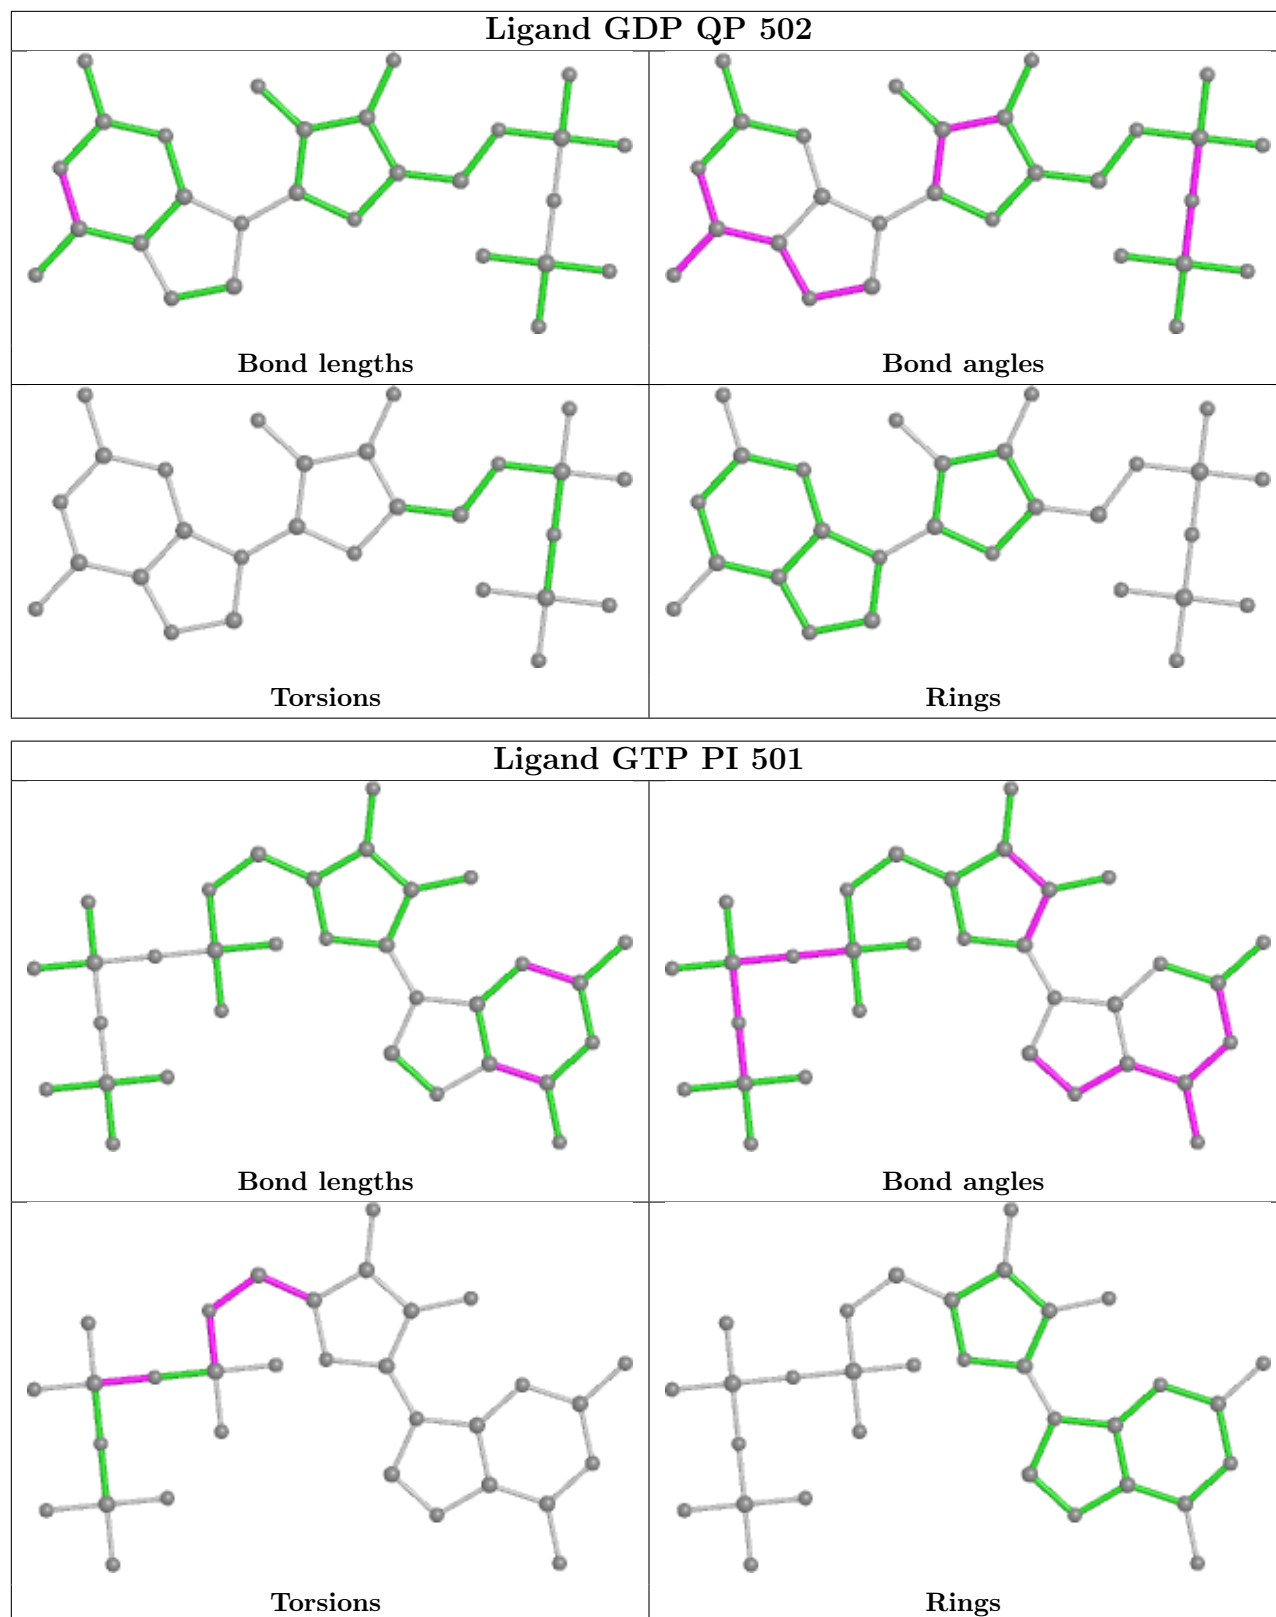 Ligand GDP QP 502
Bond lengths
Bond angles
Torsions
Rings
Ligand GTP PI 501
Bond lengths
Bond angles
Torsions
Rings